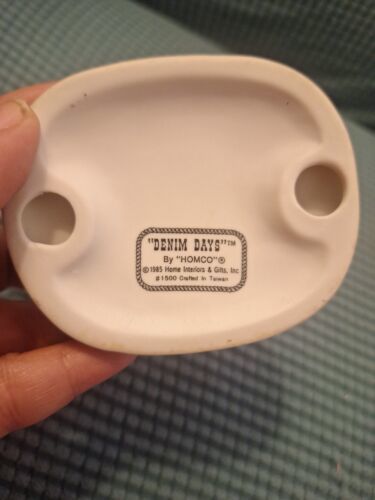 "DENIM DAYS"™
By "HOMCO"®
©1985 Home Interiors & Gifts, Inc.
#1500 Crafted in Taiwan